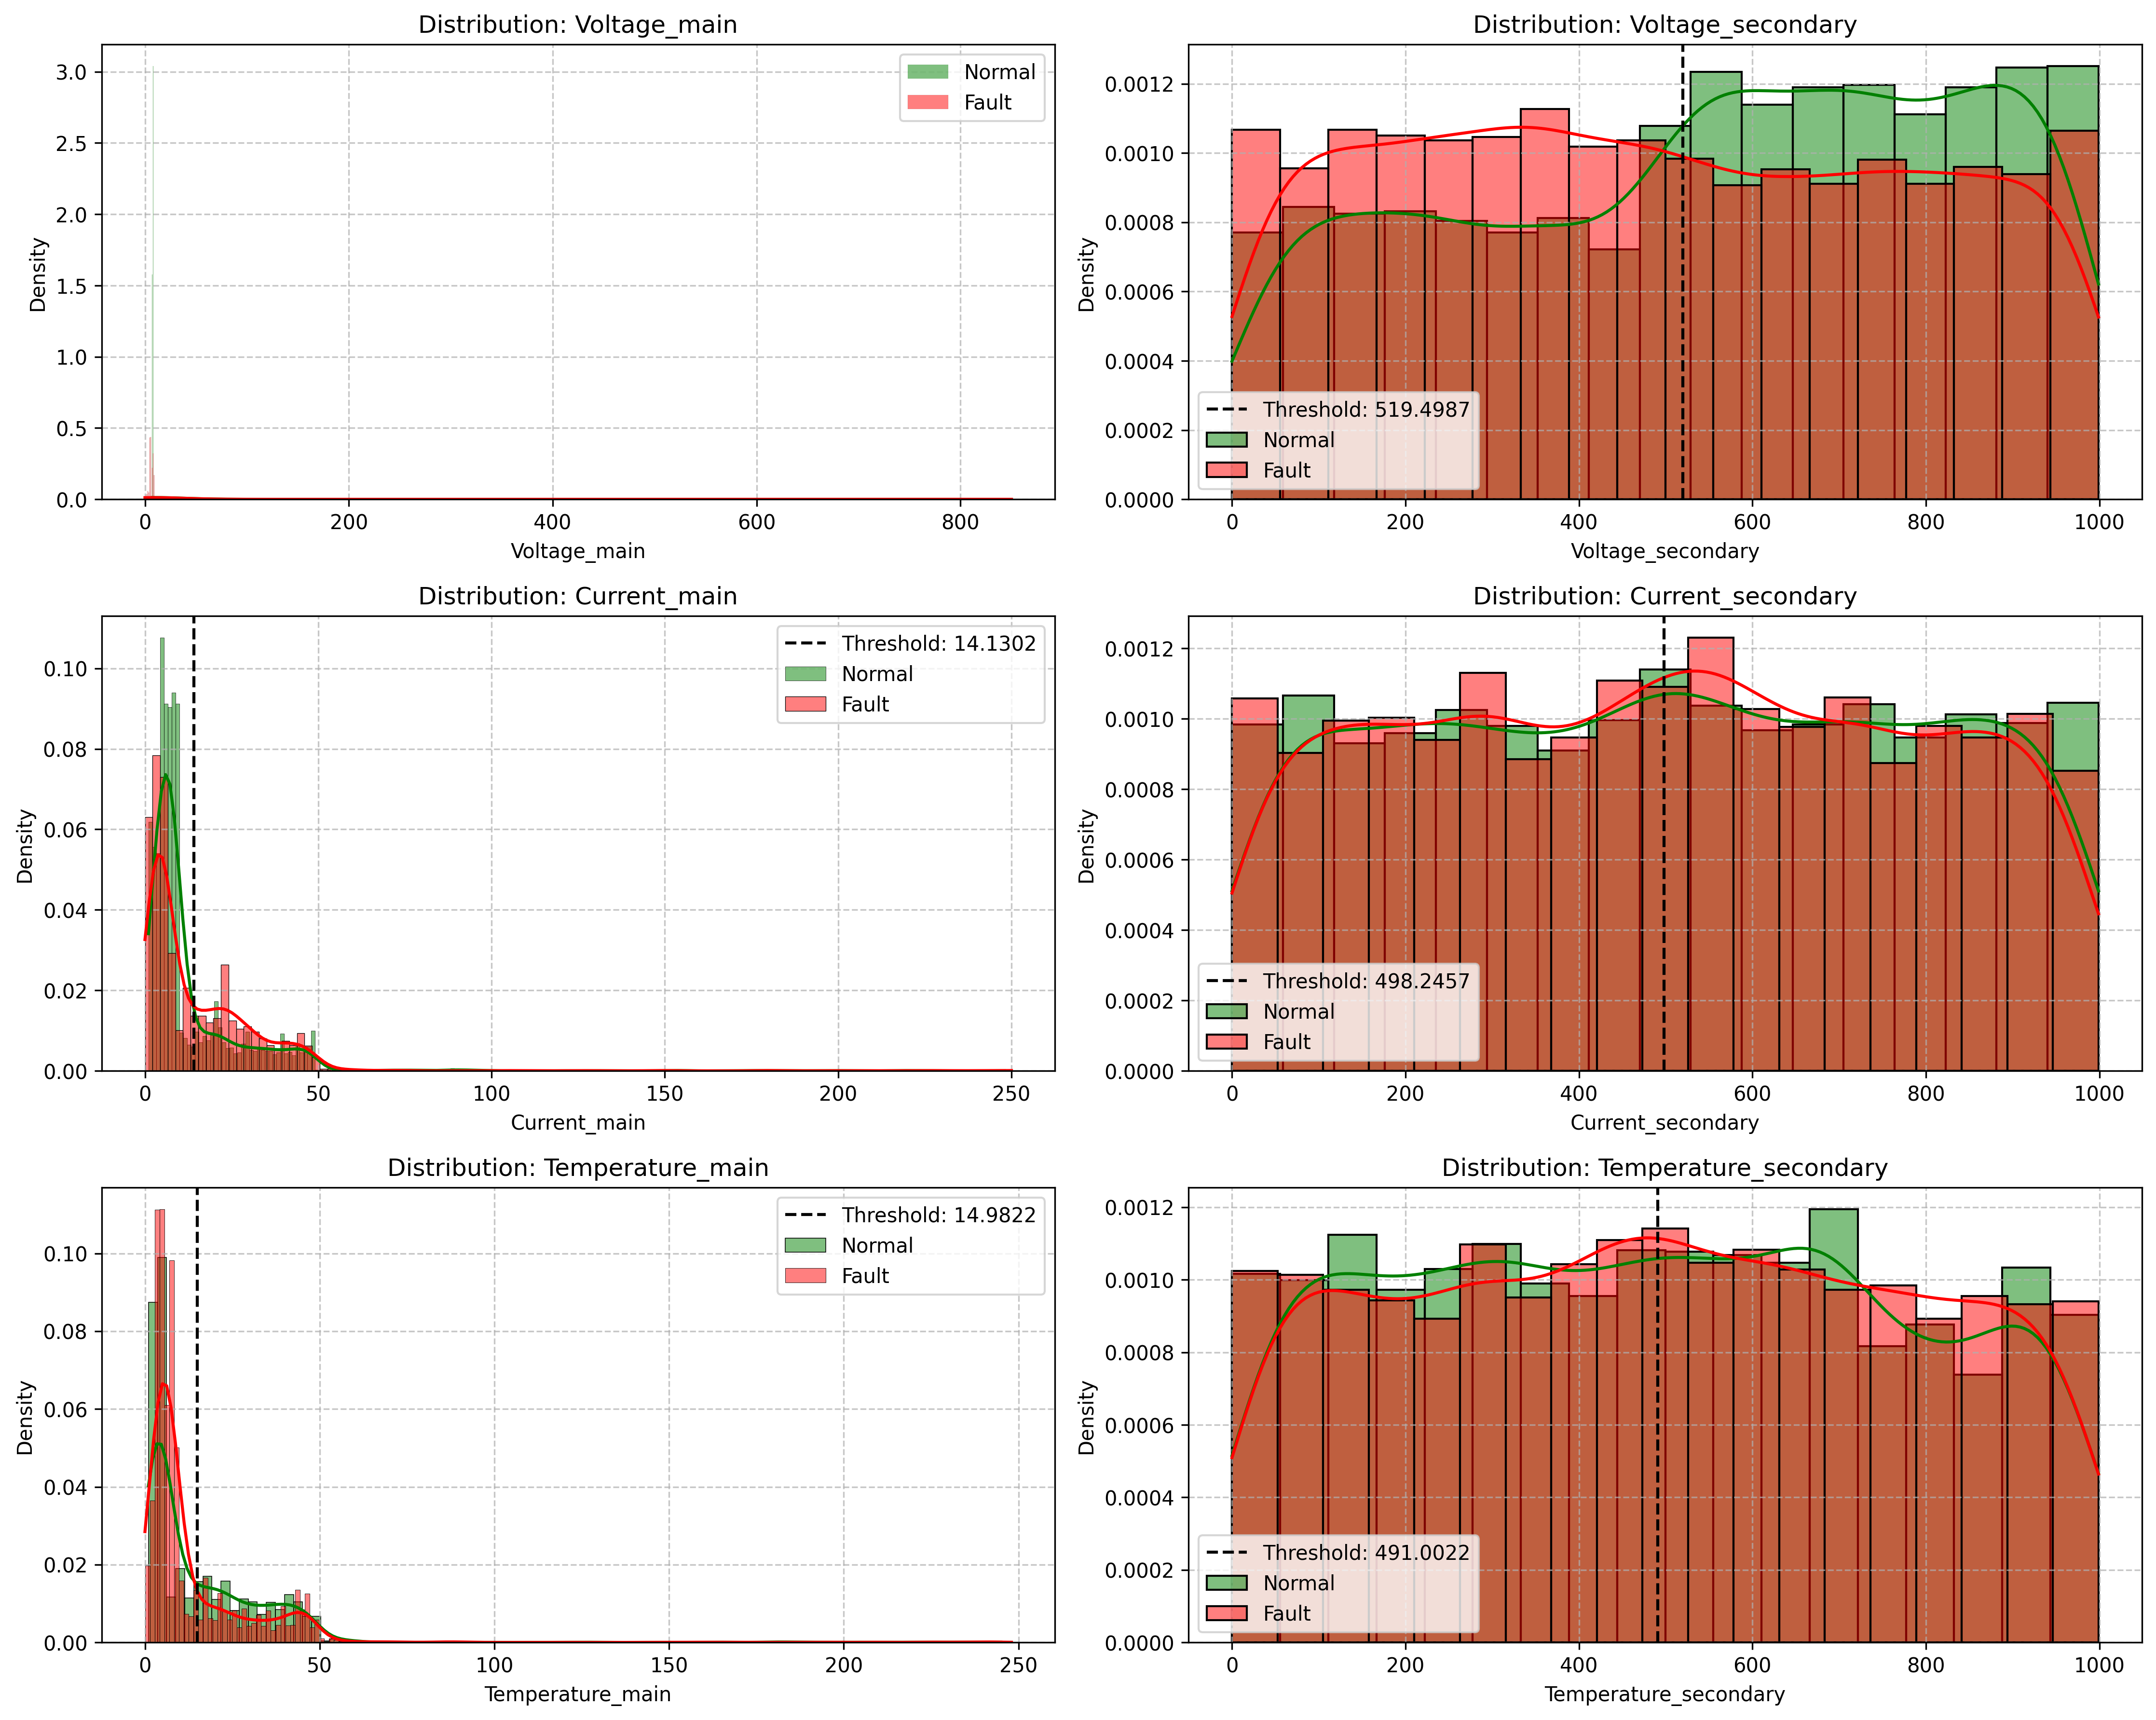 Distribution: Voltage_main
Density
3.0
2.5
2.0
1.5
1.0
0.5
0.0
0 200 400 600 800
Voltage_main
Normal
Fault
Distribution: Voltage_secondary
Density
0.0012
0.0010
0.0008
0.0006
0.0004
0.0002
0.0000
0 200 400 600 800 1000
Voltage_secondary
Threshold: 519.4987
Normal
Fault
Distribution: Current_main
Density
0.10
0.08
0.06
0.04
0.02
0.00
0 50 100 150 200 250
Current_main
Threshold: 14.1302
Normal
Fault
Distribution: Current_secondary
Density
0.0012
0.0010
0.0008
0.0006
0.0004
0.0002
0.0000
0 200 400 600 800 1000
Current_secondary
Threshold: 498.2457
Normal
Fault
Distribution: Temperature_main
Density
0.10
0.08
0.06
0.04
0.02
0.00
0 50 100 150 200 250
Temperature_main
Threshold: 14.9822
Normal
Fault
Distribution: Temperature_secondary
Density
0.0012
0.0010
0.0008
0.0006
0.0004
0.0002
0.0000
0 200 400 600 800 1000
Temperature_secondary
Threshold: 491.0022
Normal
Fault